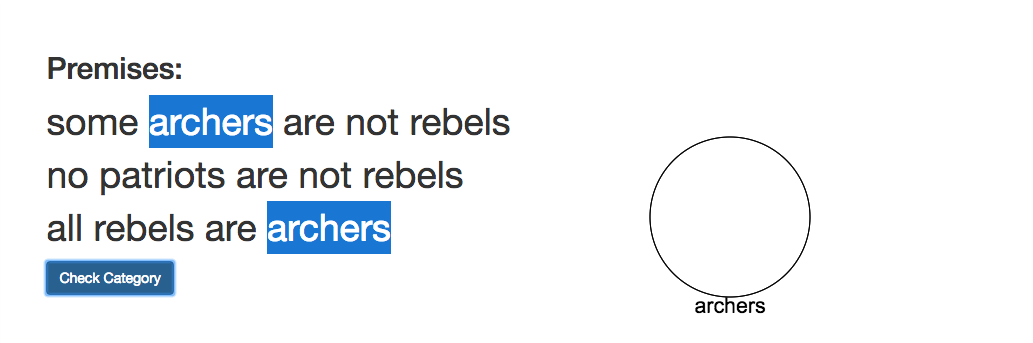 Premises:
some archers are not rebels
no patriots are not rebels
all rebels are archers
Check Category
archers